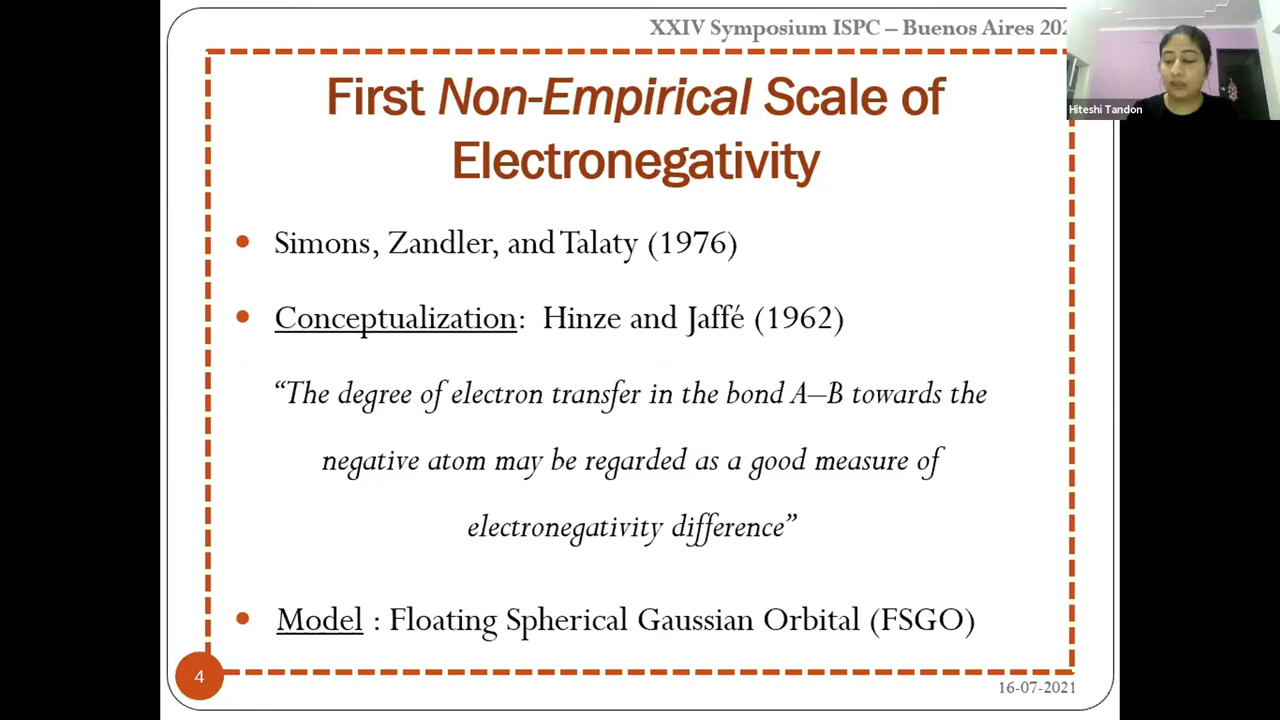 XXIV Symposium ISPC – Buenos Aires
Hiteshi Tandon
First Non-Empirical Scale of
Electronegativity
• Simons, Zandler, and Talaty (1976)
• Conceptualization: Hinze and Jaffé (1962)
“The degree of electron transfer in the bond A–B towards the
negative atom may be regarded as a good measure of
electronegativity difference”
• Model : Floating Spherical Gaussian Orbital (FSGO)
4
16-07-2021